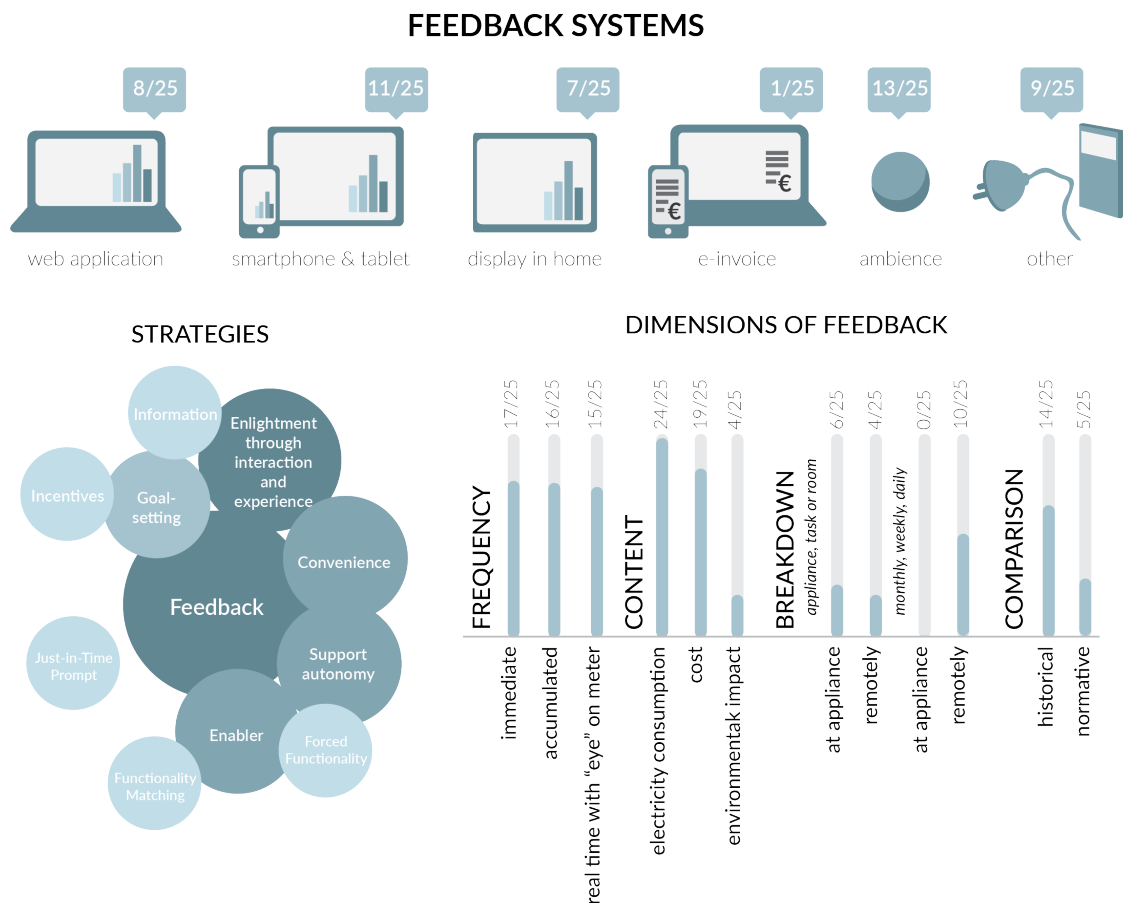 FEEDBACK SYSTEMS
8/25
11/25
7/25
1/25
13/25
9/25
€
€
web application
smartphone & tablet
display in home
e-invoice
ambience
other
STRATEGIES
Information
Enlightment
through
interaction
and
experience
Incentives
Goal-
setting
Convenience
Feedback
Just-in-Time
Prompt
Support
autonomy
Enabler
Forced
Functionality
Functionality
Matching
DIMENSIONS OF FEEDBACK
FREQUENCY
17/25
16/25
15/25
immediate
accumulated
real time with “eye” on meter
CONTENT
24/25
19/25
4/25
electricity consumption
cost
environmentak impact
BREAKDOWN
appliance, task or room
6/25
4/25
at appliance
remotely
monthly, weekly, daily
0/25
10/25
at appliance
remotely
COMPARISON
14/25
5/25
historical
normative